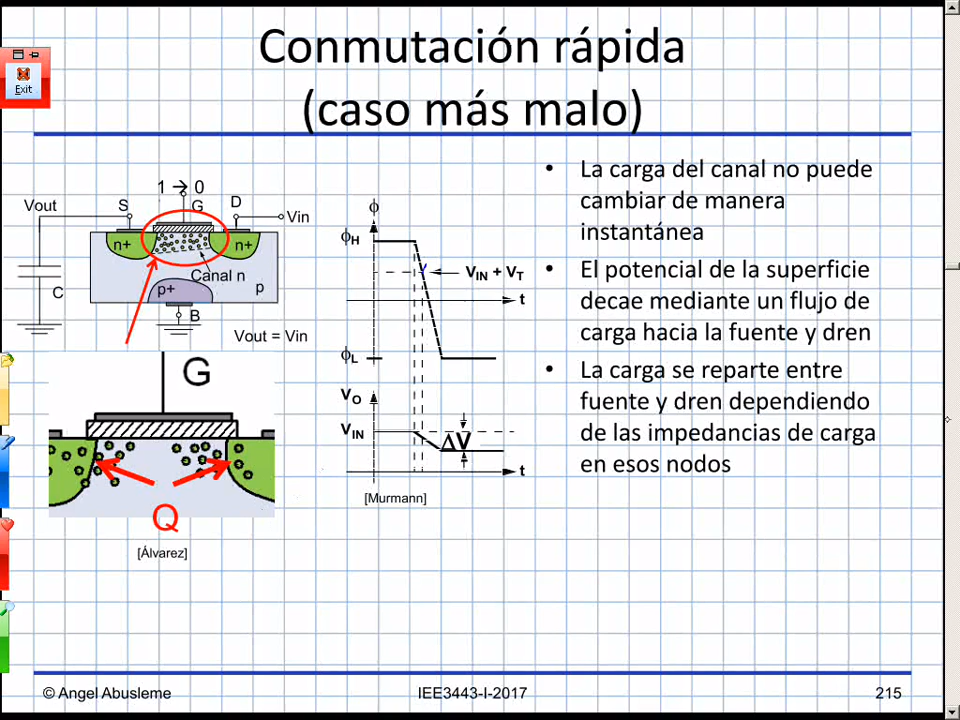 Conmutación rápida
(caso más malo)
Exit
1 → 0
Vout
S
G
D
Vin
n+
n+
Canal n
p+
p
C
B
Vout = Vin
G
Q
[Álvarez]
ϕ
ϕH
VIN + VT
t
ϕL
VO
VIN
ΔV
t
[Murmann]
• La carga del canal no puede
cambiar de manera
instantánea
• El potencial de la superficie
decae mediante un flujo de
carga hacia la fuente y dren
• La carga se reparte entre
fuente y dren dependiendo
de las impedancias de carga
en esos nodos
© Angel Abusleme
IEE3443-I-2017
215